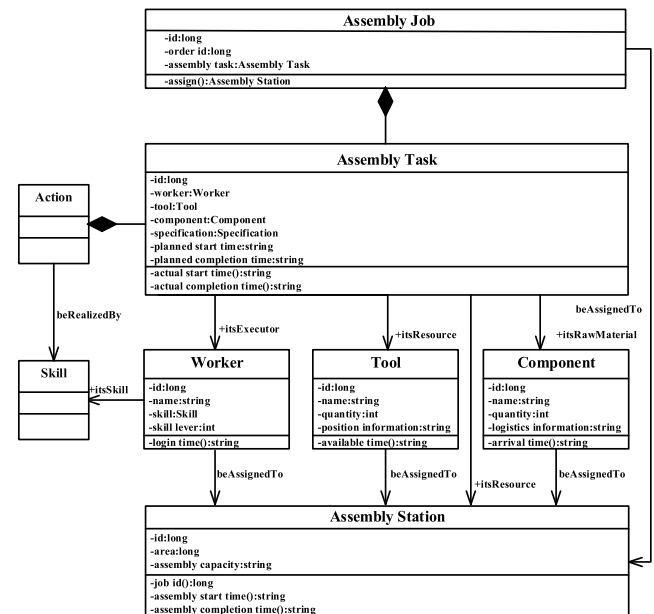 Assembly Job
-id:long
-order id:long
-assembly task:Assembly Task
-assign():Assembly Station
Assembly Task
-id:long
-worker:Worker
-tool:Tool
-component:Component
-specification:Specification
-planned start time:string
-planned completion time:string
-actual start time():string
-actual completion time():string
Action
beRealizedBy
+itsExecutor
+itsResource
beAssignedTo
+itsRawMaterial
Skill
+itsSkill
Worker
-id:long
-name:string
-skill:Skill
-skill lever:int
-login time():string
Tool
-id:long
-name:string
-quantity:int
-position information:string
-available time():string
Component
-id:long
-name:string
-quantity:int
-logistics information:string
-arrival time():string
beAssignedTo
beAssignedTo
+itsResource
beAssignedTo
Assembly Station
-id:long
-area:long
-assembly capacity:string
-job id():long
-assembly start time():string
-assembly completion time():string